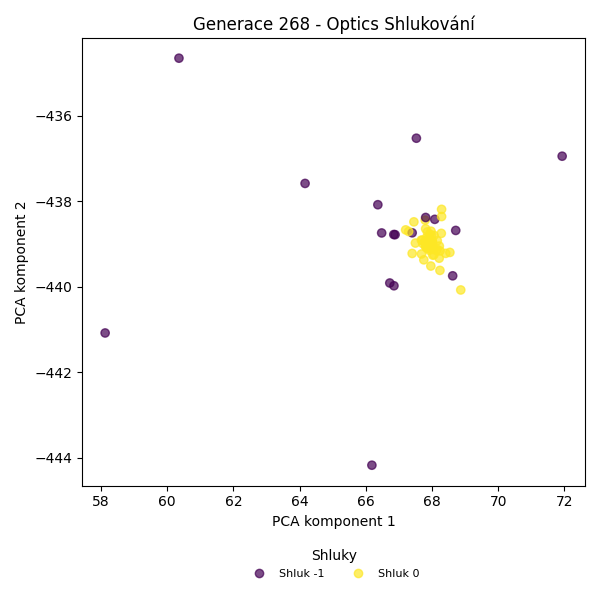 Generace 268 - Optics Shlukování
PCA komponent 2
−436
−438
−440
−442
−444
58 60 62 64 66 68 70 72
PCA komponent 1
Shluky
Shluk -1 Shluk 0